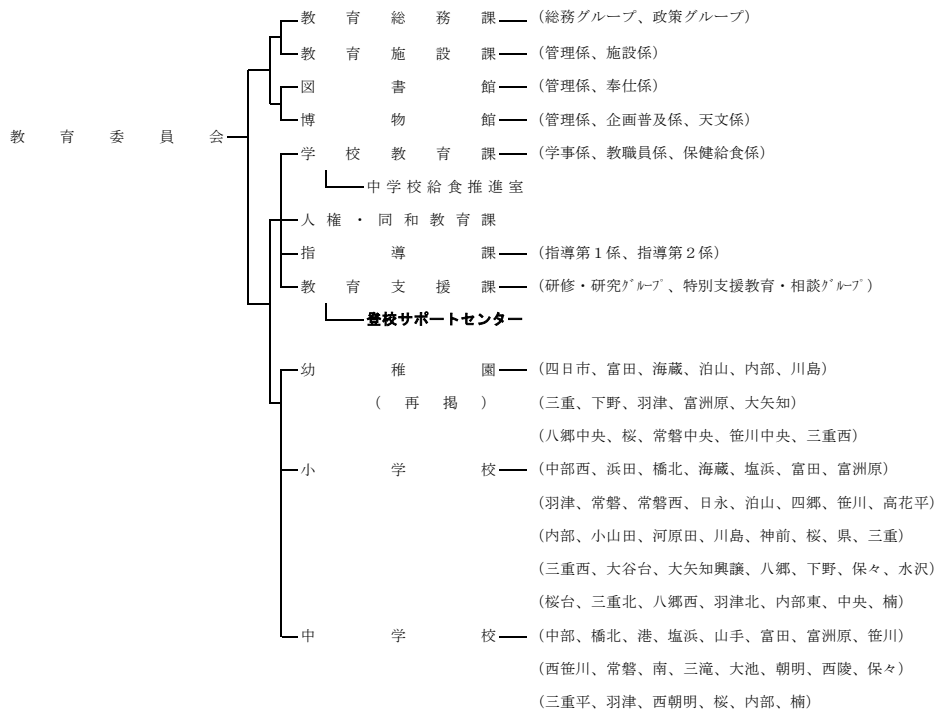 教育総務課 (総務グループ、政策グループ)
教育施設課 (管理係、施設係)
図書館 (管理係、奉仕係)
博物館 (管理係、企画普及係、天文係)
教育委員会
学校教育課 (学事係、教職員係、保健給食係)
中学校給食推進室
人権・同和教育課
指導課 (指導第１係、指導第２係)
教育支援課 (研修・研究ｸﾞﾙｰﾌﾟ、特別支援教育・相談ｸﾞﾙｰﾌﾟ)
登校サポートセンター
幼稚園 (四日市、富田、海蔵、泊山、内部、川島)
(再掲) (三重、下野、羽津、富洲原、大矢知)
(八郷中央、桜、常磐中央、笹川中央、三重西)
小学校 (中部西、浜田、橋北、海蔵、塩浜、富田、富洲原)
(羽津、常磐、常磐西、日永、泊山、四郷、笹川、高花平)
(内部、小山田、河原田、川島、神前、桜、県、三重)
(三重西、大谷台、大矢知興譲、八郷、下野、保々、水沢)
(桜台、三重北、八郷西、羽津北、内部東、中央、楠)
中学校 (中部、橋北、港、塩浜、山手、富田、富洲原、笹川)
(西笹川、常磐、南、三滝、大池、朝明、西陵、保々)
(三重平、羽津、西朝明、桜、内部、楠)